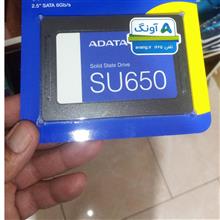 2.5" SATA 6Gb/s
ADATA
آونگ
Solid State Drive
SU650